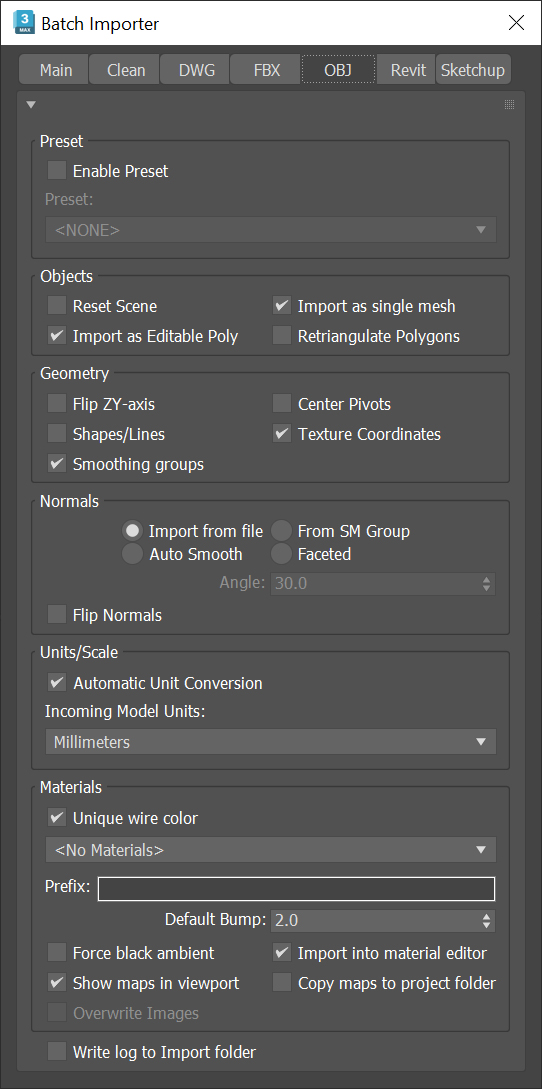 3
MAX
Batch Importer
Main Clean DWG FBX OBJ Revit Sketchup
Preset
Enable Preset
Preset:
<NONE>
Objects
Reset Scene Import as single mesh
Import as Editable Poly Retriangulate Polygons
Geometry
Flip ZY-axis Center Pivots
Shapes/Lines Texture Coordinates
Smoothing groups
Normals
Import from file From SM Group
Auto Smooth Faceted
Angle: 30.0
Flip Normals
Units/Scale
Automatic Unit Conversion
Incoming Model Units:
Millimeters
Materials
Unique wire color
<No Materials>
Prefix:
Default Bump: 2.0
Force black ambient Import into material editor
Show maps in viewport Copy maps to project folder
Overwrite Images
Write log to Import folder